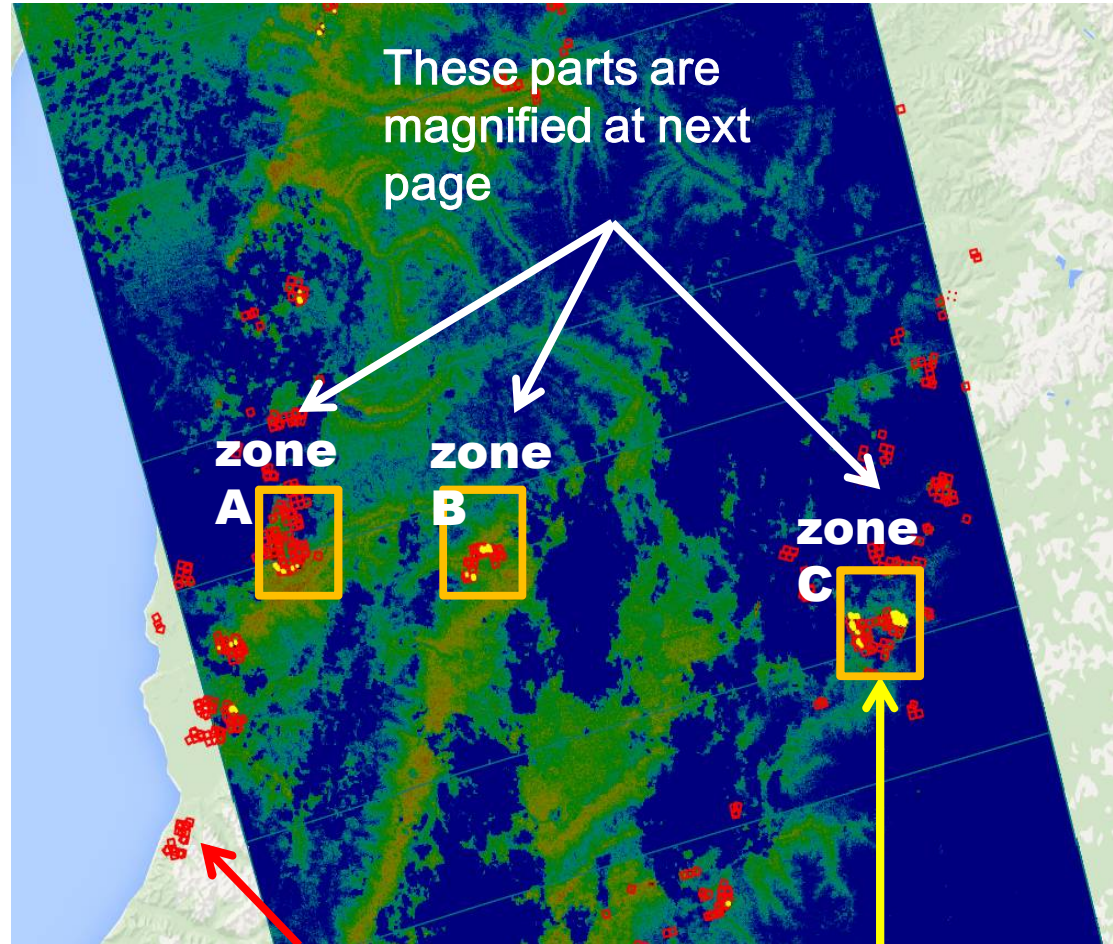 These parts are
magnified at next
page
zone
A
zone
B
zone
C